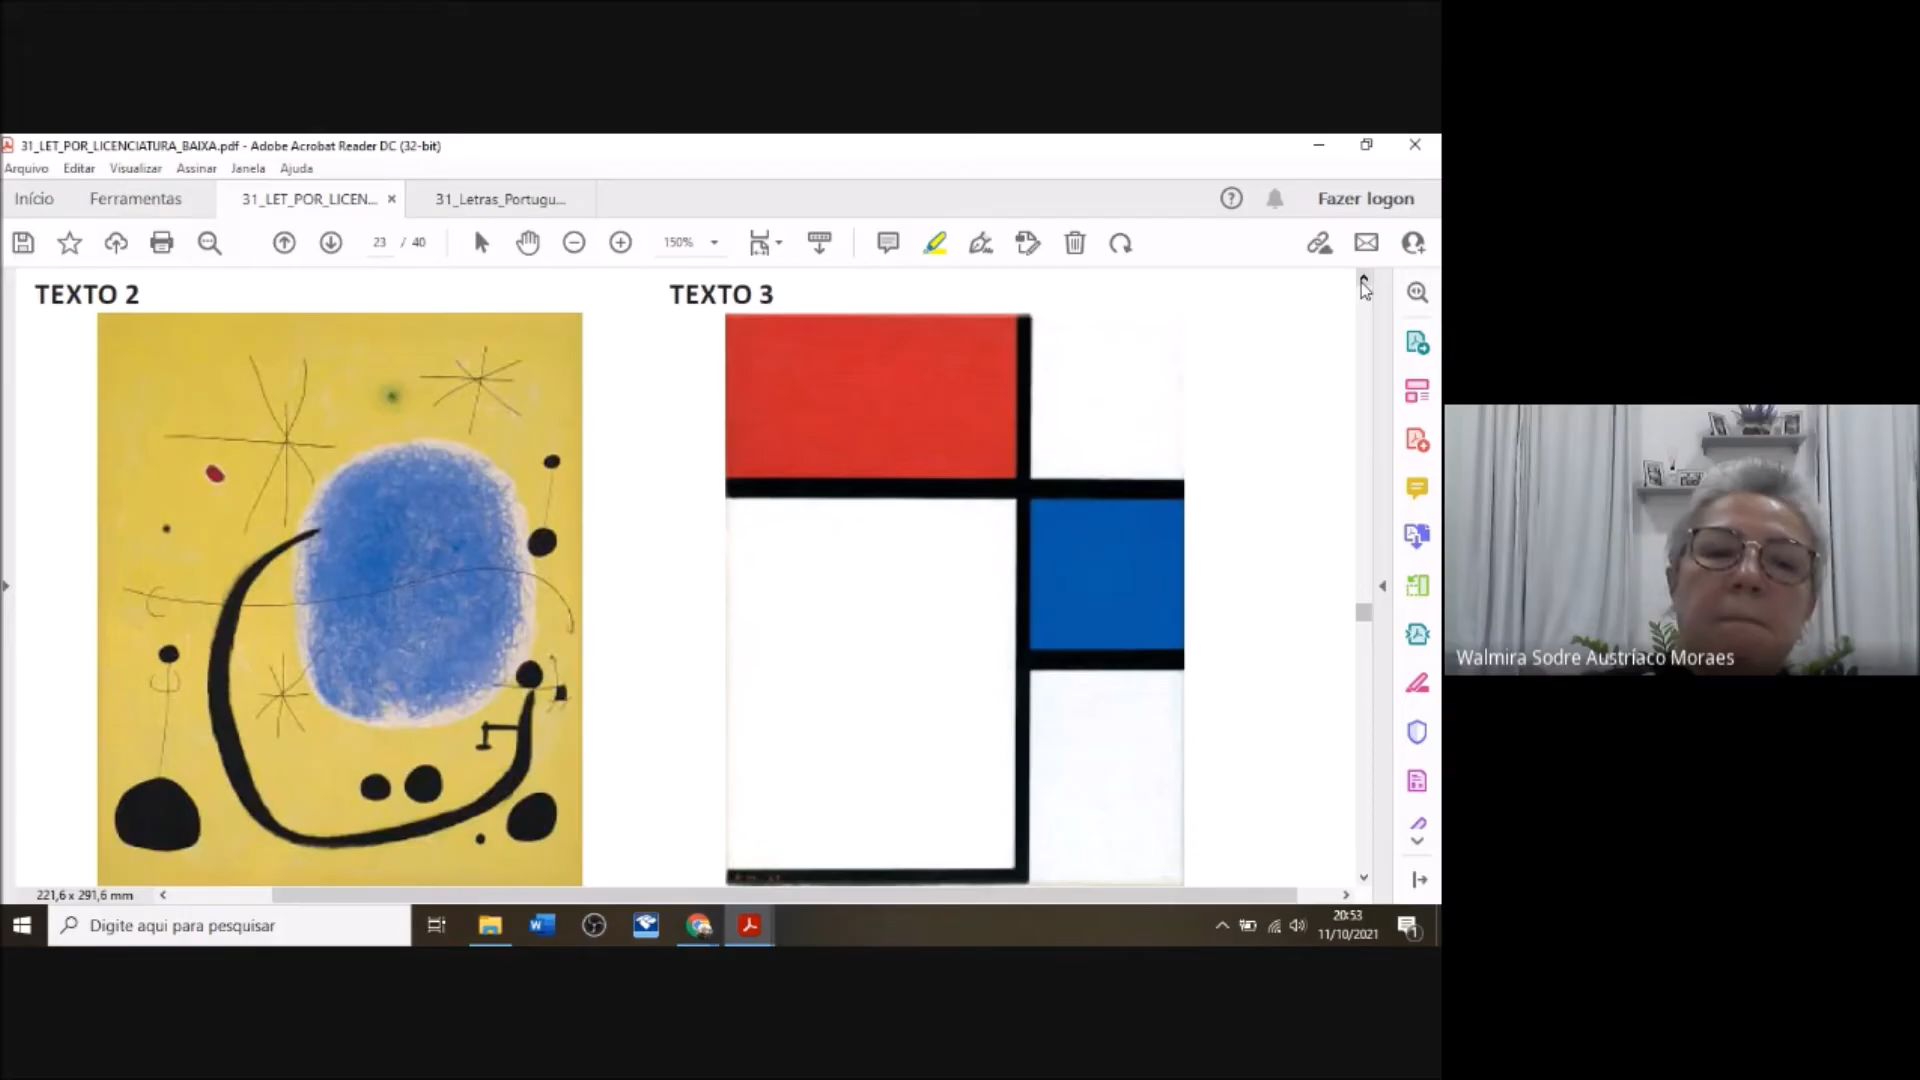 31_LET_POR_LICENCIATURA_BAIXA.pdf - Adobe Acrobat Reader DC (32-bit)
Arquivo Editar Visualizar Assinar Janela Ajuda
Início Ferramentas 31_LET_POR_LICEN... 31_Letras_Portugu... Fazer logon
23 / 40 150%
TEXTO 2 TEXTO 3
Walmira Sodre Austríaco Moraes
221,6 x 291,6 mm
Digite aqui para pesquisar
20:53
11/10/2021
1